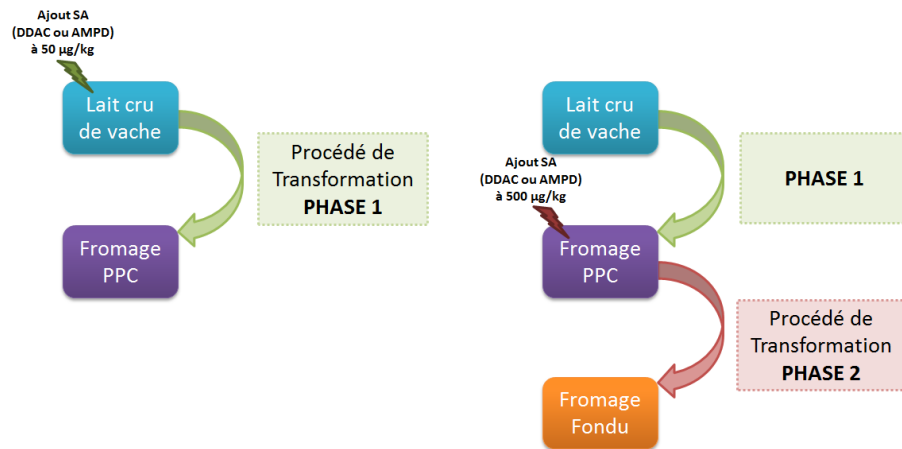 Ajout SA
(DDAC ou AMPD)
à 50 µg/kg
Lait cru
de vache
Procédé de
Transformation
PHASE 1
Fromage
PPC
Lait cru
de vache
PHASE 1
Ajout SA
(DDAC ou AMPD)
à 500 µg/kg
Fromage
PPC
Procédé de
Transformation
PHASE 2
Fromage
Fondu